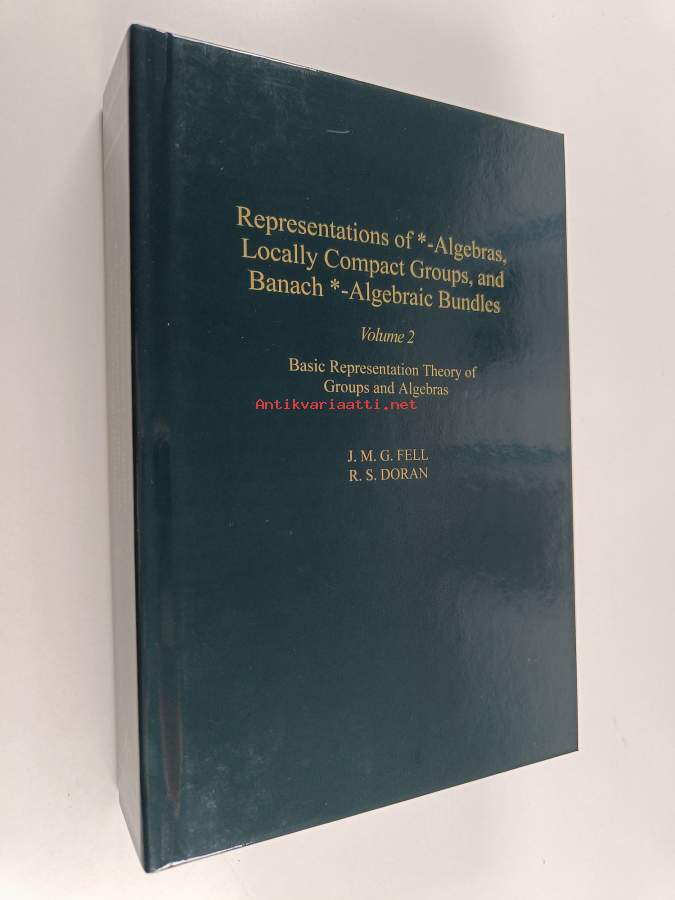 Representations of *-Algebras,
Locally Compact Groups, and
Banach *-Algebraic Bundles
Volume 2
Basic Representation Theory of
Groups and Algebras
Antikvariaatti.net
J. M. G. FELL
R. S. DORAN